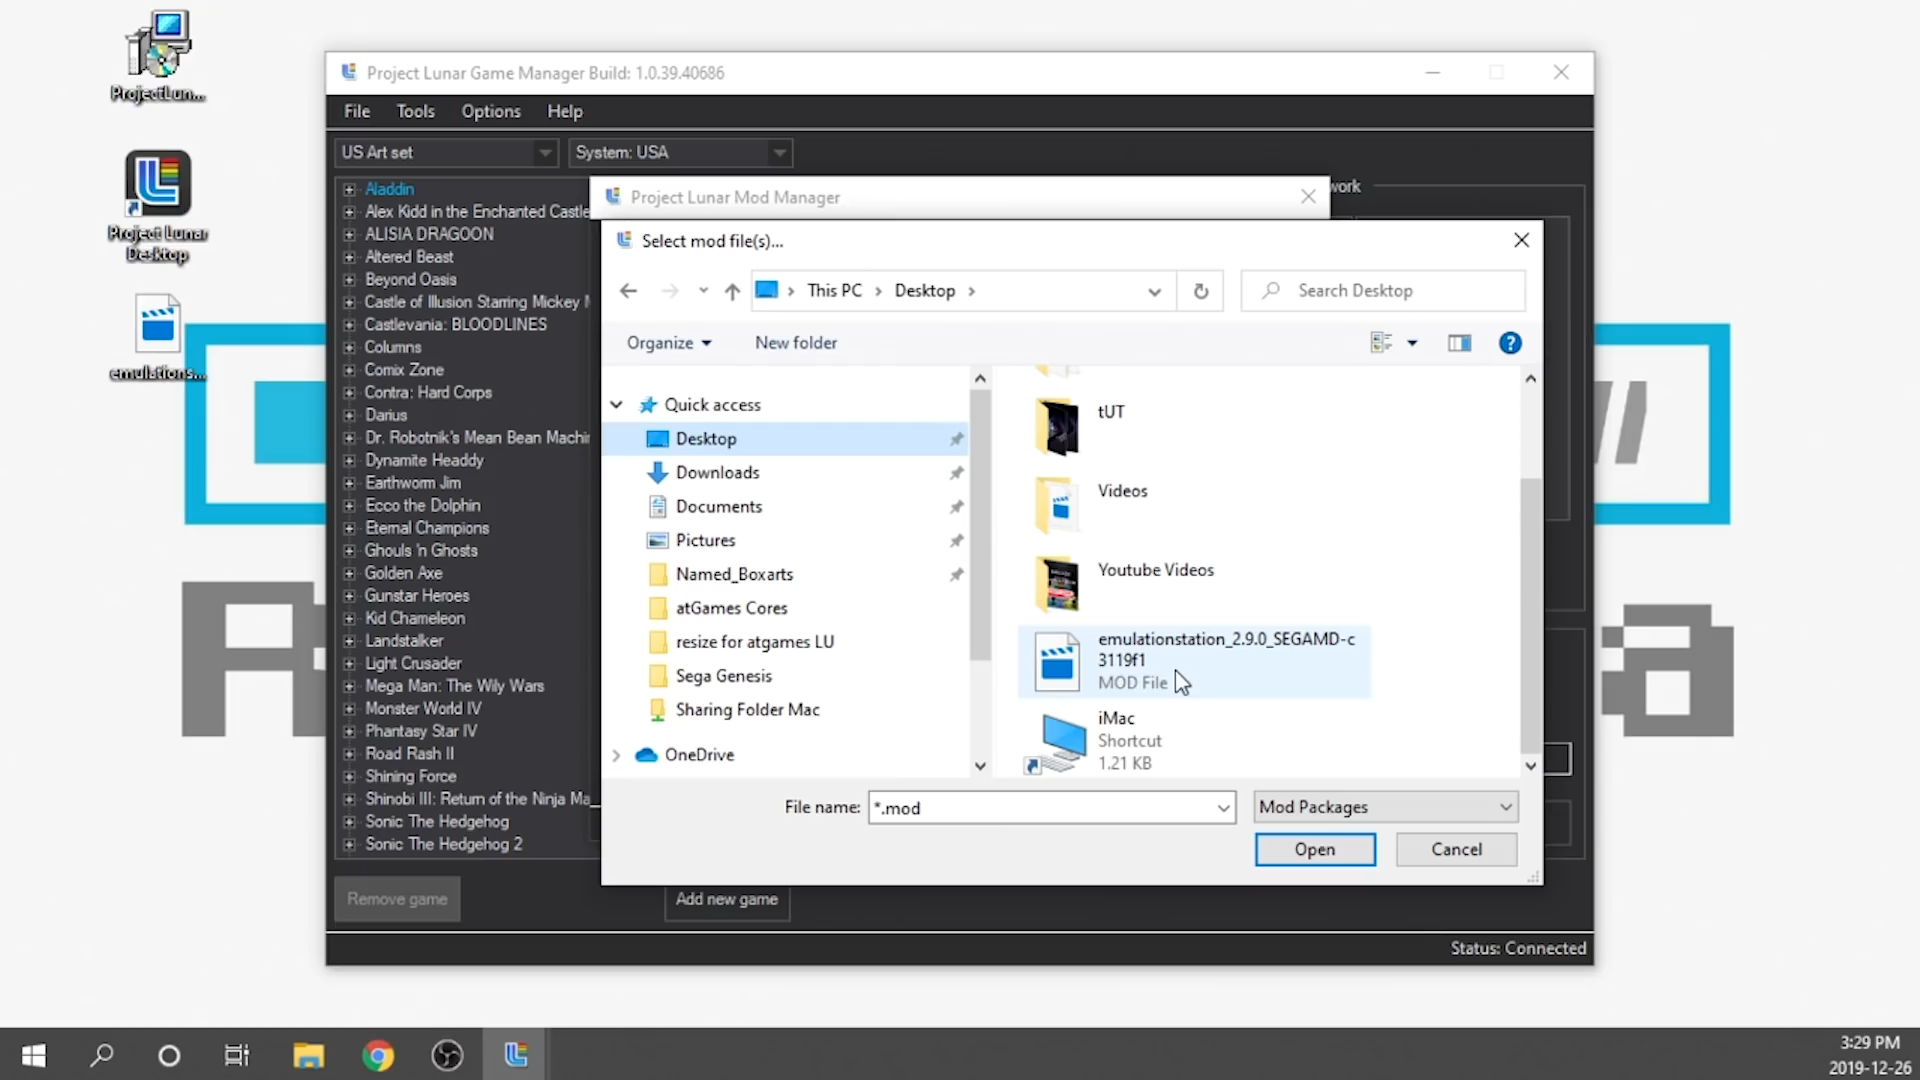 ProjectLun...
Project Lunar
Desktop
emulations...
Project Lunar Game Manager Build: 1.0.39.40686
File Tools Options Help
US Art set
System: USA
Aladdin
Alex Kidd in the Enchanted Castle
ALISIA DRAGOON
Altered Beast
Beyond Oasis
Castle of Illusion Starring Mickey M
Castlevania: BLOODLINES
Columns
Comix Zone
Contra: Hard Corps
Darius
Dr. Robotnik's Mean Bean Machin
Dynamite Headdy
Earthworm Jim
Ecco the Dolphin
Eternal Champions
Ghouls 'n Ghosts
Golden Axe
Gunstar Heroes
Kid Chameleon
Landstalker
Light Crusader
Mega Man: The Wily Wars
Monster World IV
Phantasy Star IV
Road Rash II
Shining Force
Shinobi III: Return of the Ninja Ma
Sonic The Hedgehog
Sonic The Hedgehog 2
Remove game
Add new game
Status: Connected
work
Project Lunar Mod Manager
Select mod file(s)...
This PC > Desktop >
Search Desktop
Organize
New folder
Quick access
Desktop
Downloads
Documents
Pictures
Named_Boxarts
atGames Cores
resize for atgames LU
Sega Genesis
Sharing Folder Mac
OneDrive
tUT
Videos
Youtube Videos
emulationstation_2.9.0_SEGAMD-c
3119f1
MOD File
iMac
Shortcut
1.21 KB
File name: *.mod
Mod Packages
Open
Cancel
3:29 PM
2019-12-26